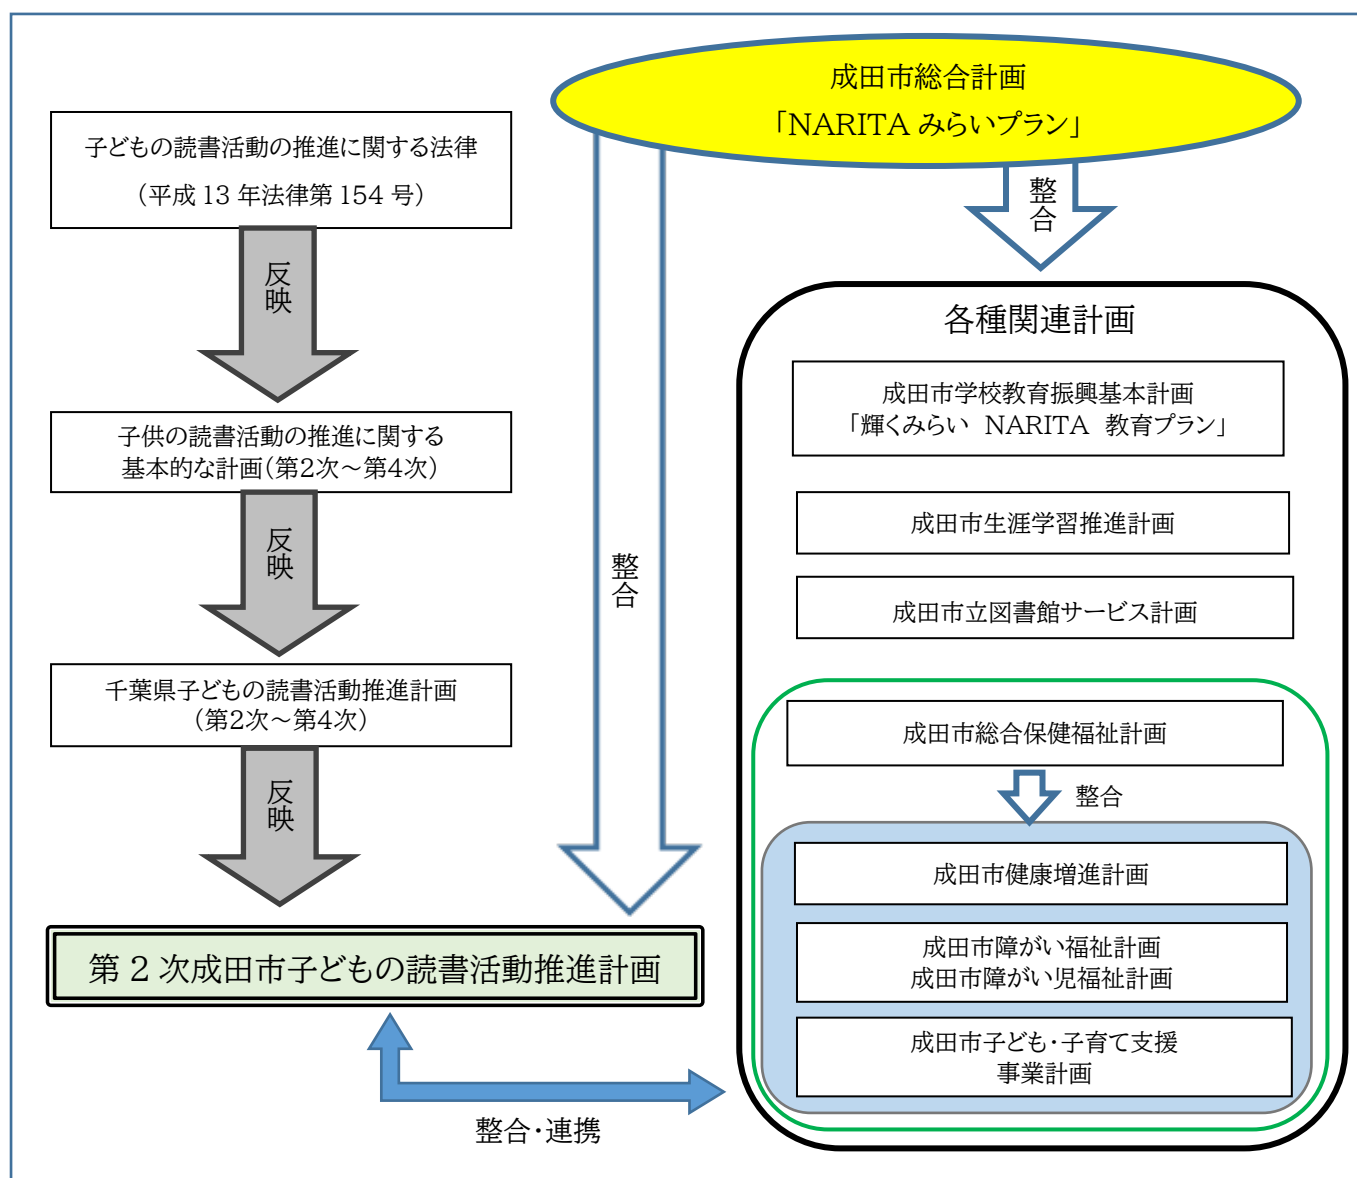 成田市総合計画
「NARITA みらいプラン」
子どもの読書活動の推進に関する法律
（平成 13 年法律第 154 号）
反映
子供の読書活動の推進に関する
基本的な計画（第2次～第4次）
反映
千葉県子どもの読書活動推進計画
（第2次～第4次）
反映
第 2 次成田市子どもの読書活動推進計画
整合
整合
各種関連計画
成田市学校教育振興基本計画
「輝くみらい　NARITA　教育プラン」
成田市生涯学習推進計画
成田市立図書館サービス計画
成田市総合保健福祉計画
整合
成田市健康増進計画
成田市障がい福祉計画
成田市障がい児福祉計画
成田市子ども・子育て支援
事業計画
整合・連携